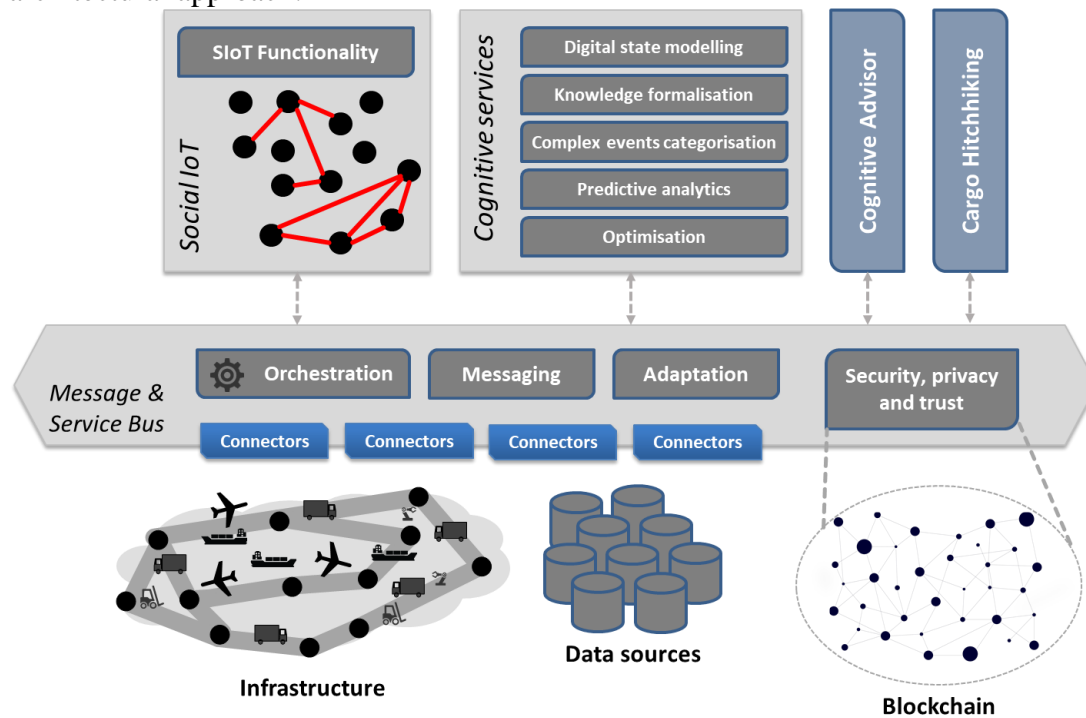 architectural approach.
SIoT Functionality
Social IoT
Cognitive services
Digital state modelling
Knowledge formalisation
Complex events categorisation
Predictive analytics
Optimisation
Cognitive Advisor
Cargo Hitchhiking
Message &
Service Bus
Orchestration
Messaging
Adaptation
Security, privacy
and trust
Connectors
Connectors
Connectors
Connectors
Infrastructure
Data sources
Blockchain